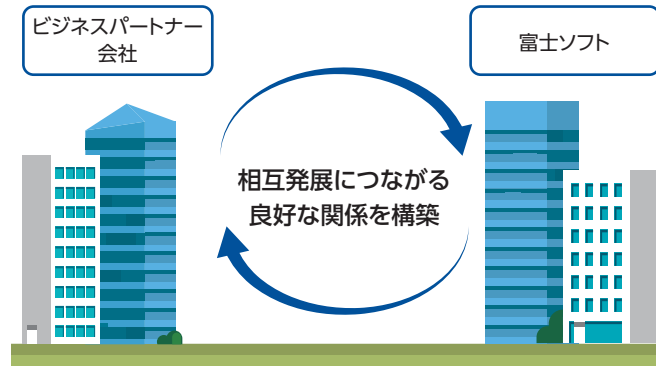 ビジネスパートナー
会社
富士ソフト
相互発展につながる
良好な関係を構築